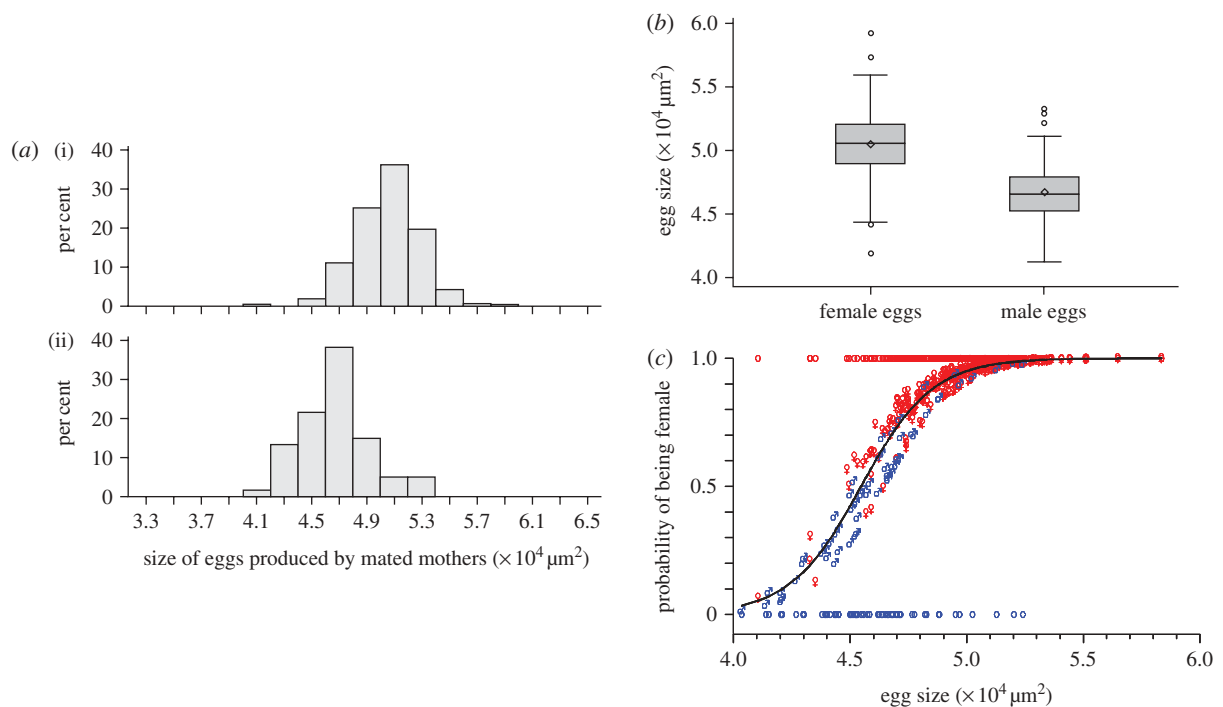 (a) (i)
40
30
20
10
0
per cent
(ii)
40
30
20
10
0
per cent
3.3 3.7 4.1 4.5 4.9 5.3 5.7 6.1 6.5
size of eggs produced by mated mothers (× 10⁴ µm²)
(b)
6.0
5.5
5.0
4.5
4.0
egg size (× 10⁴ µm²)
female eggs male eggs
(c)
1.0
0.5
0
probability of being female
4.0 4.5 5.0 5.5 6.0
egg size (× 10⁴ µm²)